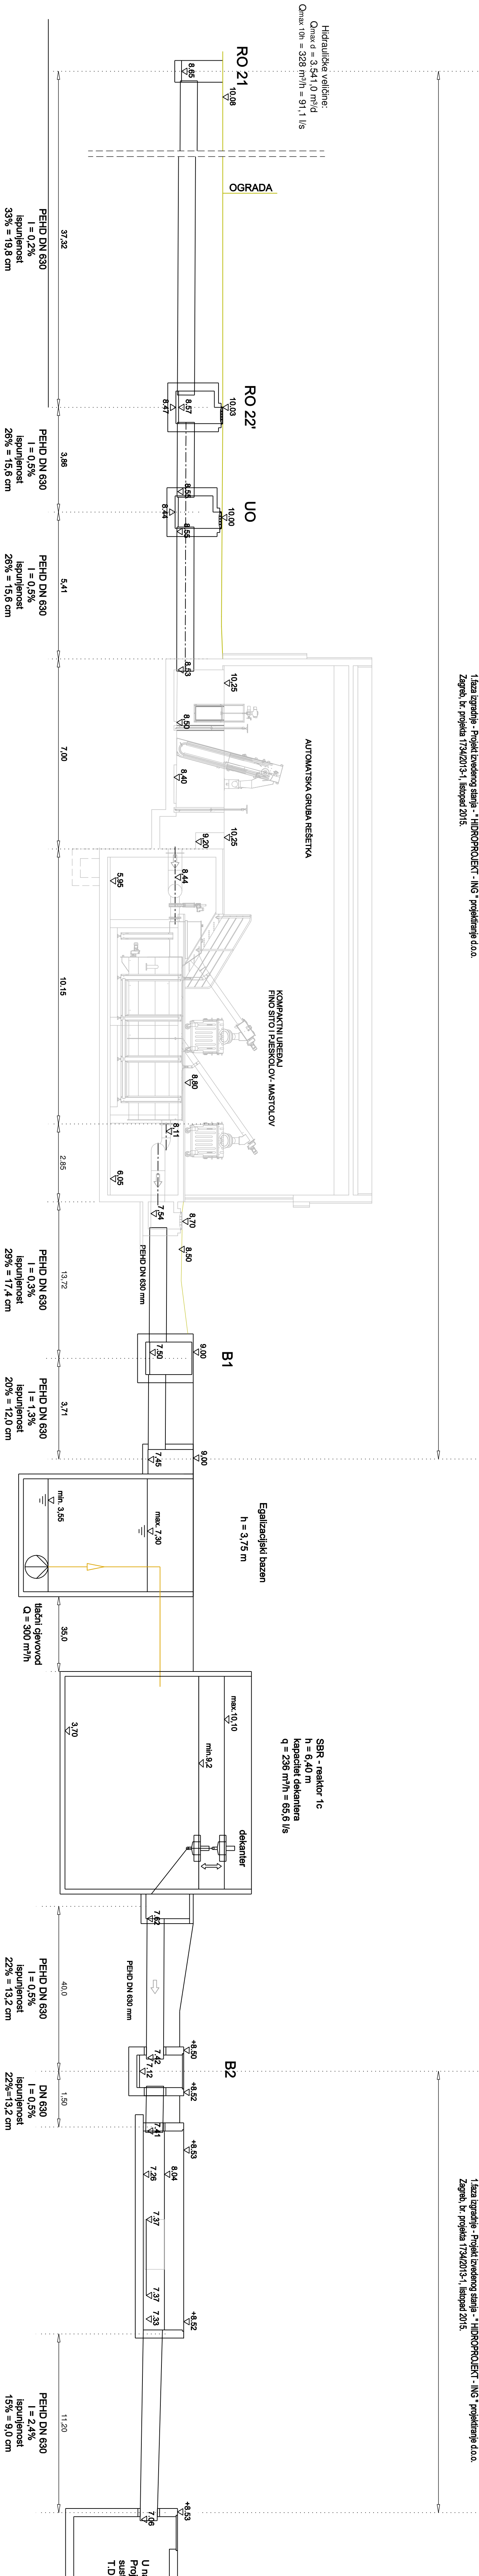 Hidrauličke veličine:
Qmax d = 3.541,0 m³/d
Qmax 10h = 328 m³/h = 91,1 l/s
1.faza izgradnje - Projekt izvedenog stanja - " HIDROPROJEKT - ING " projektiranje d.o.o.
Zagreb, br. projekta 1734/2013-1, listopad 2015.
1.faza izgradnje - Projekt izvedenog stanja - " HIDROPROJEKT - ING " projektiranje d.o.o.
Zagreb, br. projekta 1734/2013-1, listopad 2015.
RO 21
10,08
8,65
OGRADA
RO 22'
10,03
8,57
8,47
UO
10,00
8,55
8,55
8,44
8,53
10,25
8,50
8,40
AUTOMATSKA GRUBA REŠETKA
10,25
9,20
8,44
5,95
KOMPAKTNI UREĐAJ
FINO SITO I PJESKOLOV- MASTOLOV
8,80
8,11
6,05
7,54
8,70
8,50
PEHD DN 630 mm
B1
9,00
7,50
9,00
7,45
Egalizacijski bazen
h = 3,75 m
max. 7,30
min. 3,55
tlačni cjevovod
Q = 300 m³/h
SBR - reaktor 1c
h = 6,40 m
kapacitet dekantera
q = 236 m³/h = 65,6 l/s
max.10,10
min.9,2
3,70
dekanter
7,62
PEHD DN 630 mm
B2
+8,50
7,42
7,12
+8,52
7,41
+8,53
8,04
7,26
7,37
7,37
7,33
+8,52
+8,53
7,06
37,32
3,86
5,41
7,00
10,15
2,85
13,72
3,71
35,0
40,0
1,50
11,20
PEHD DN 630
I = 0,2%
ispunjenost
33% = 19,8 cm
PEHD DN 630
I = 0,5%
ispunjenost
26% = 15,6 cm
PEHD DN 630
I = 0,5%
ispunjenost
26% = 15,6 cm
PEHD DN 630
I = 0,3%
ispunjenost
29% = 17,4 cm
PEHD DN 630
I = 1,3%
ispunjenost
20% = 12,0 cm
PEHD DN 630
I = 0,5%
ispunjenost
22% = 13,2 cm
DN 630
I = 0,5%
ispunjenost
22%=13,2 cm
PEHD DN 630
I = 2,4%
ispunjenost
15% = 9,0 cm
U na
Proj
sus
T.D